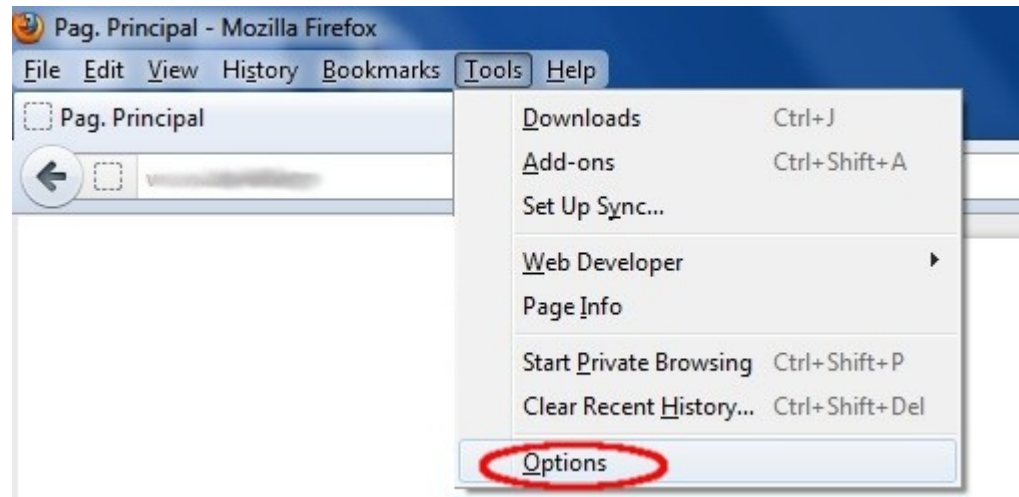 Pag. Principal - Mozilla Firefox
File Edit View History Bookmarks Tools Help
Pag. Principal
Downloads Ctrl+J
Add-ons Ctrl+Shift+A
Set Up Sync...
Web Developer
Page Info
Start Private Browsing Ctrl+Shift+P
Clear Recent History... Ctrl+Shift+Del
Options